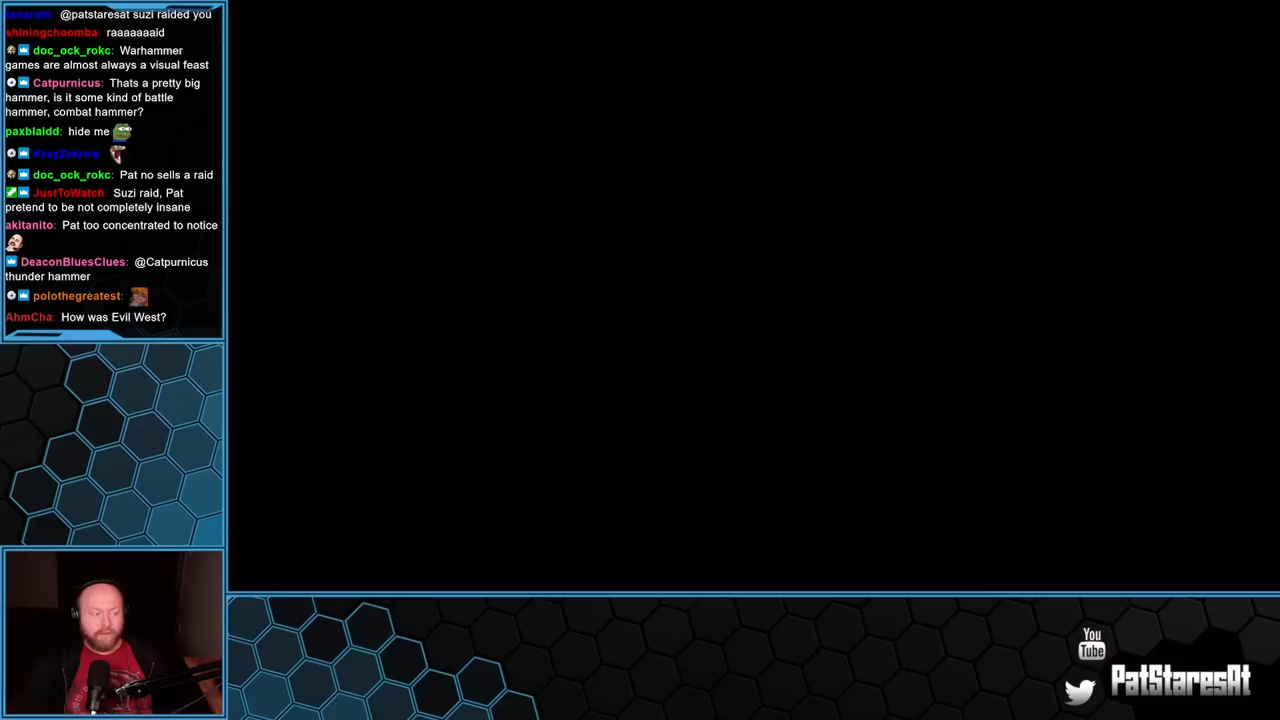 tanarath: @patstaresat suzi raided you
shiningchoomba: raaaaaaaid
doc_ock_rokc: Warhammer
games are almost always a visual feast
Catpurnicus: Thats a pretty big
hammer, is it some kind of battle
hammer, combat hammer?
paxblaidd: hide me
doc_ock_rokc: Pat no sells a raid
JustToWatch: Suzi raid, Pat
pretend to be not completely insane
akitanito: Pat too concentrated to notice
DeaconBluesClues: @Catpurnicus
thunder hammer
polothegreatest:
AhmCha: How was Evil West?
You
Tube
PatStaresAt